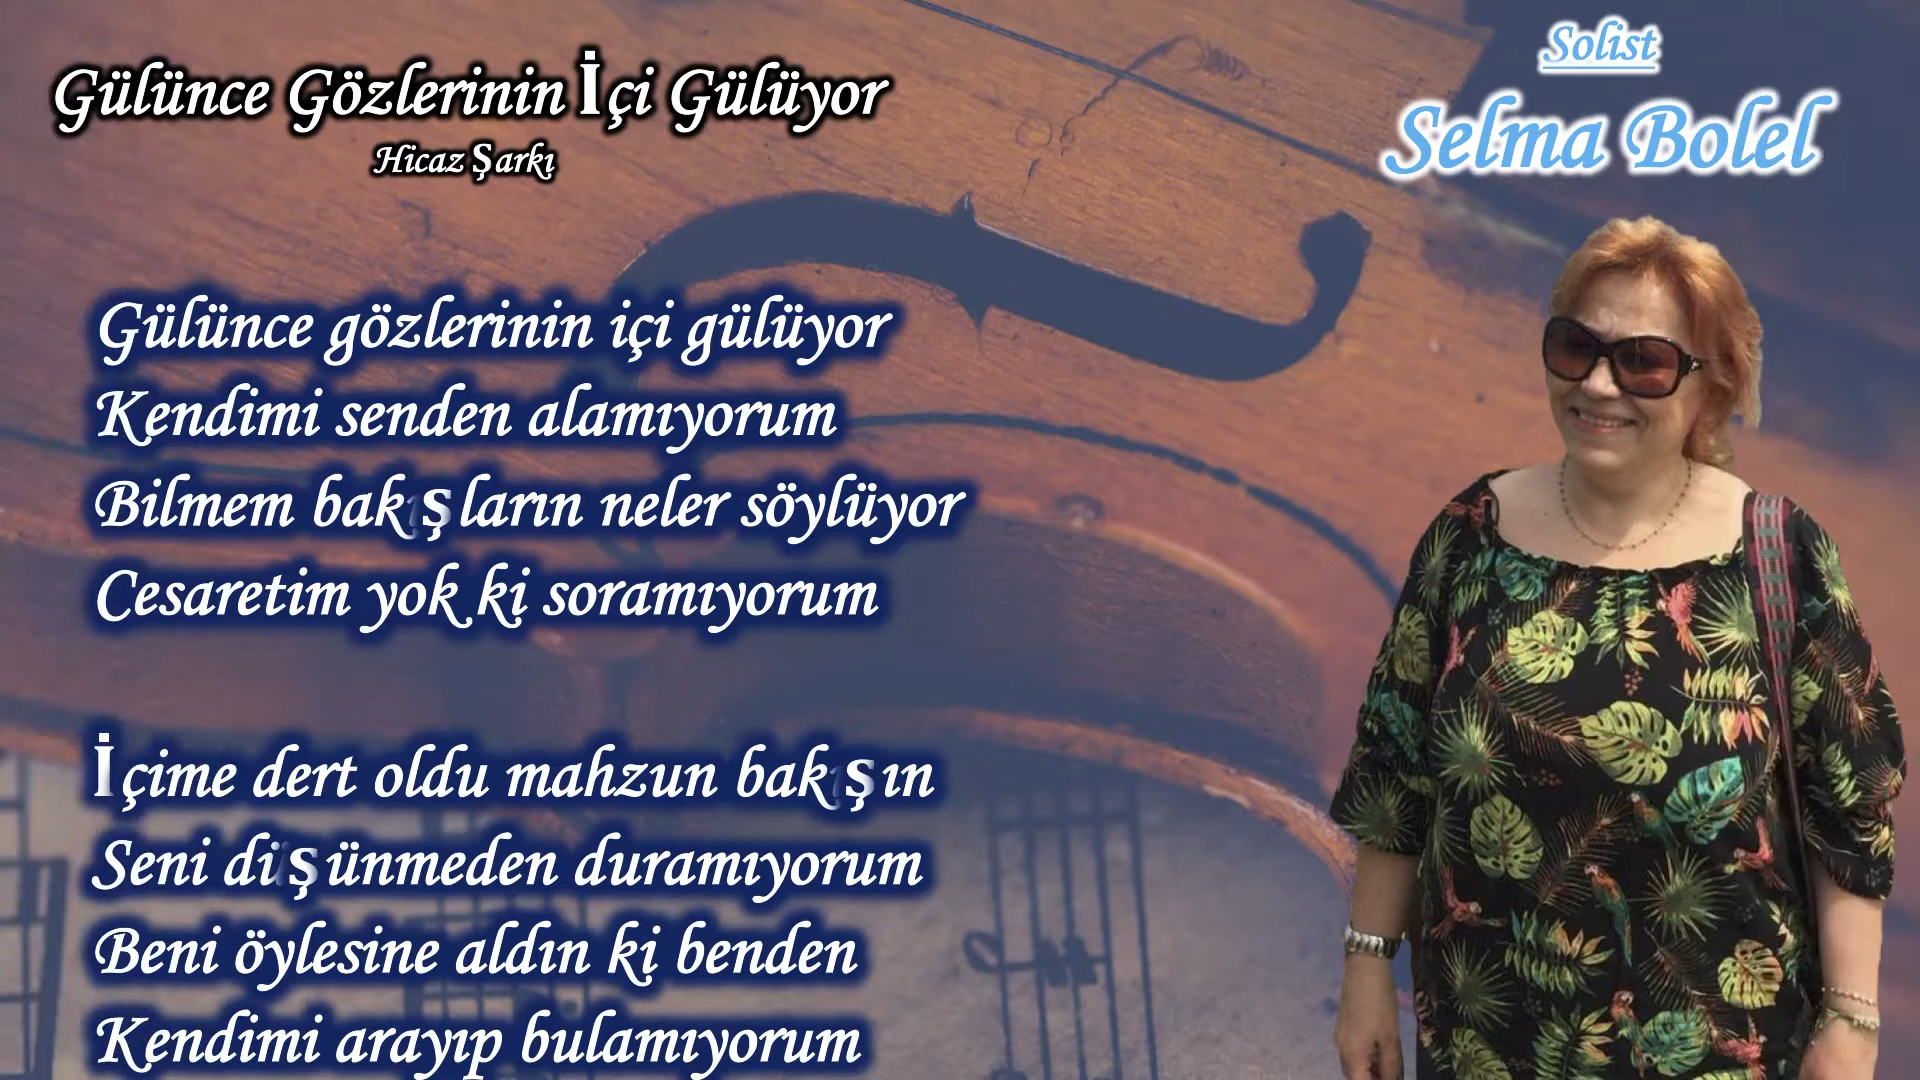 Gülünce Gözlerinin İçi Gülüyor
Hicaz Şarkı
Solist
Selma Bolel
Gülünce gözlerinin içi gülüyor
Kendimi senden alamıyorum
Bilmem bakışların neler söylüyor
Cesaretim yok ki soramıyorum
İçime dert oldu mahzun bakışın
Seni düşünmeden duramıyorum
Beni öylesine aldın ki benden
Kendimi arayıp bulamıyorum